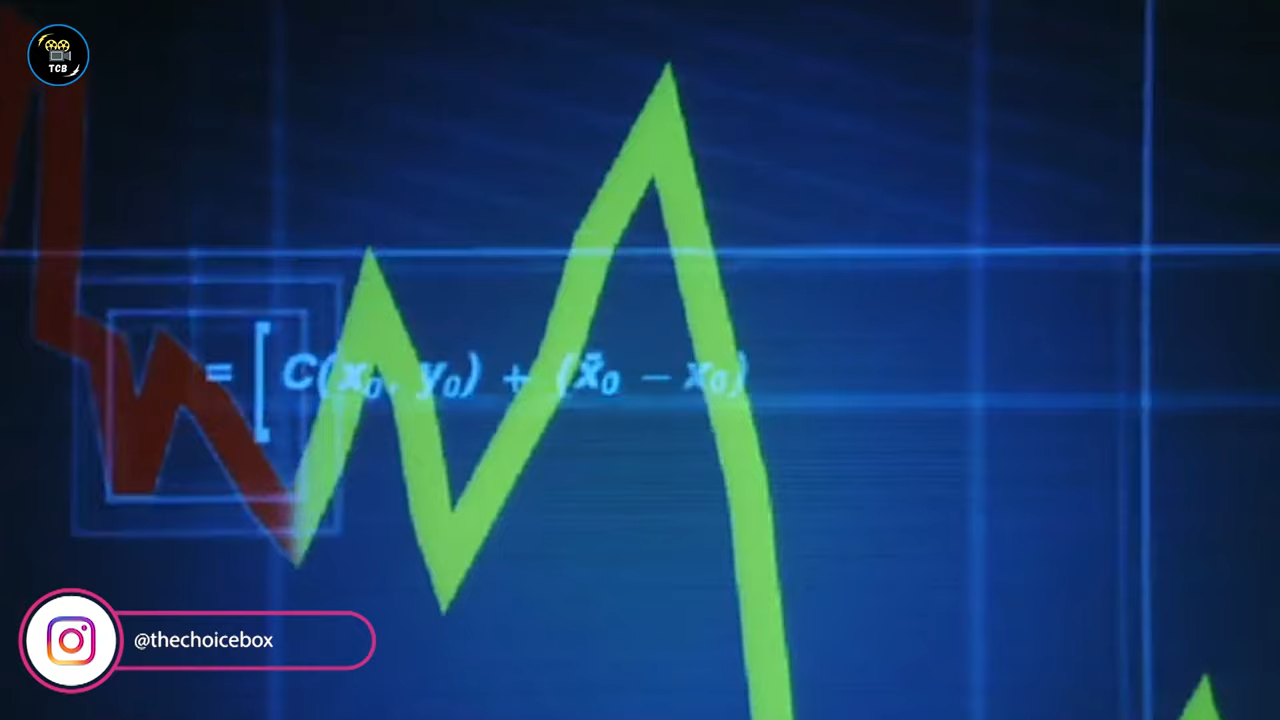 TCB
= [ C(x₀, y₀) + (x̄₀ − x₀)
@thechoicebox